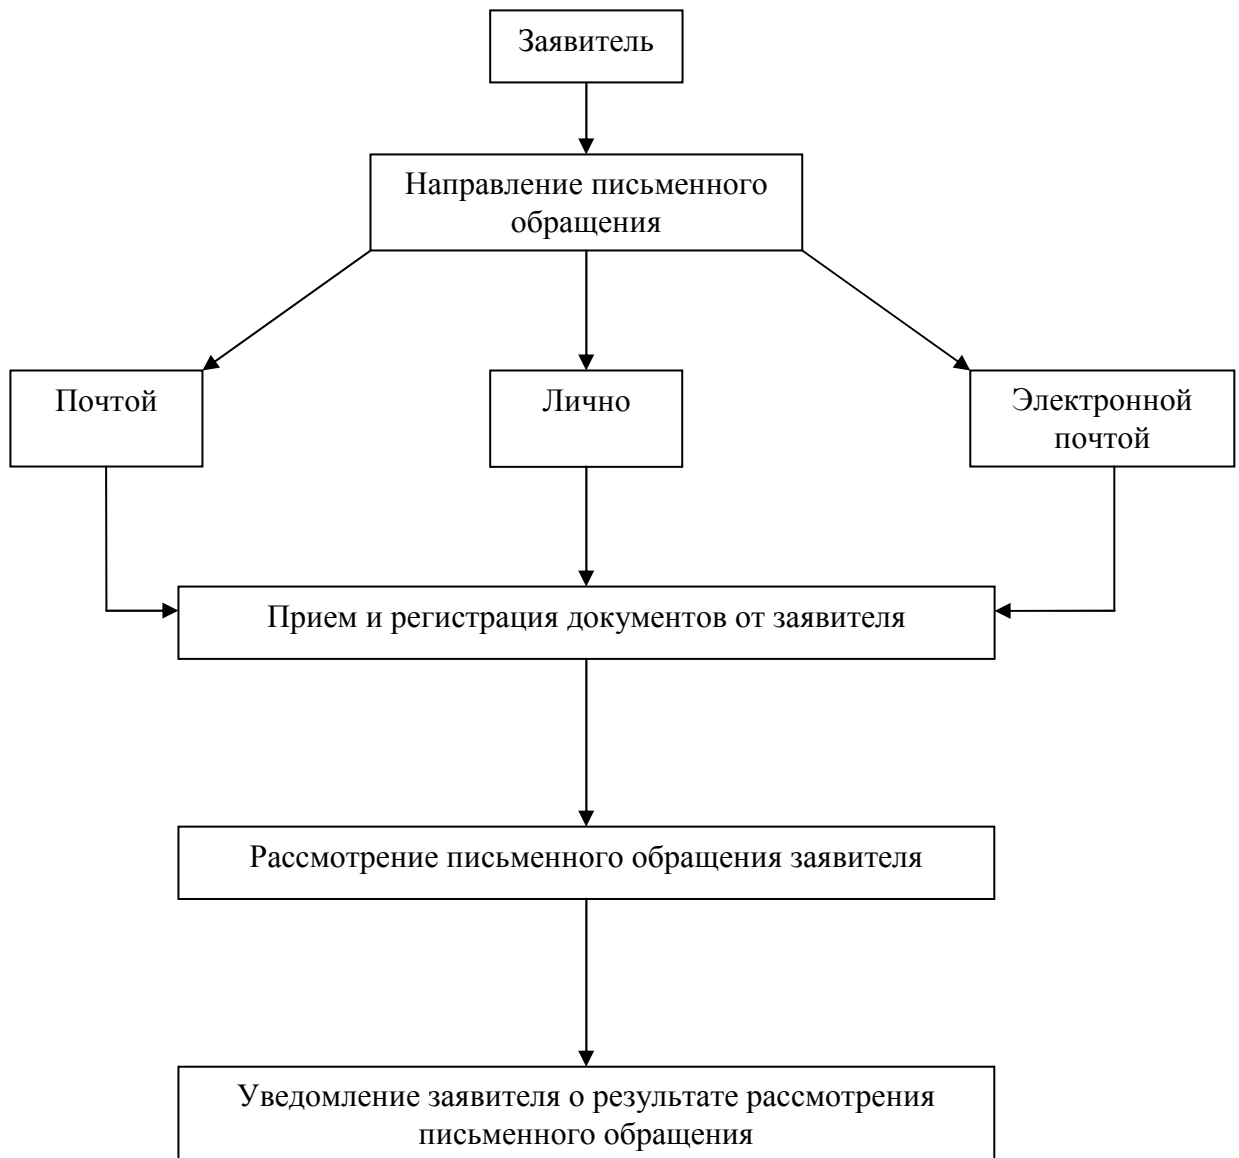 Заявитель
Направление письменного
обращения
Почтой
Лично
Электронной
почтой
Прием и регистрация документов от заявителя
Рассмотрение письменного обращения заявителя
Уведомление заявителя о результате рассмотрения
письменного обращения